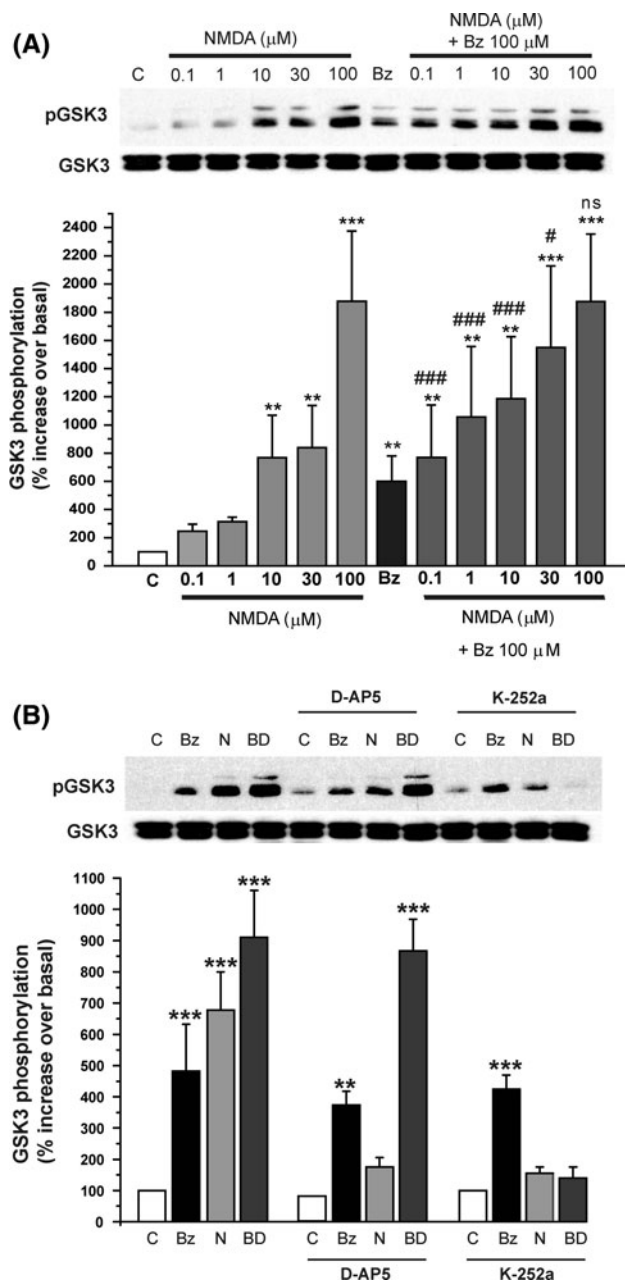 (A)
NMDA (μM)
NMDA (μM)
+ Bz 100 μM
C 0.1 1 10 30 100 Bz 0.1 1 10 30 100
pGSK3
GSK3
GSK3 phosphorylation
(% increase over basal)
2400
2200
2000
1800
1600
1400
1200
1000
800
600
400
200
0
** ** *** ** ### ** ### ** ### ** # *** ns ***
C 0.1 1 10 30 100 Bz 0.1 1 10 30 100
NMDA (μM)
NMDA (μM)
+ Bz 100 μM
(B)
D-AP5
K-252a
C Bz N BD C Bz N BD C Bz N BD
pGSK3
GSK3
GSK3 phosphorylation
(% increase over basal)
1100
1000
900
800
700
600
500
400
300
200
100
0
*** *** *** ** *** ***
C Bz N BD C Bz N BD C Bz N BD
D-AP5
K-252a